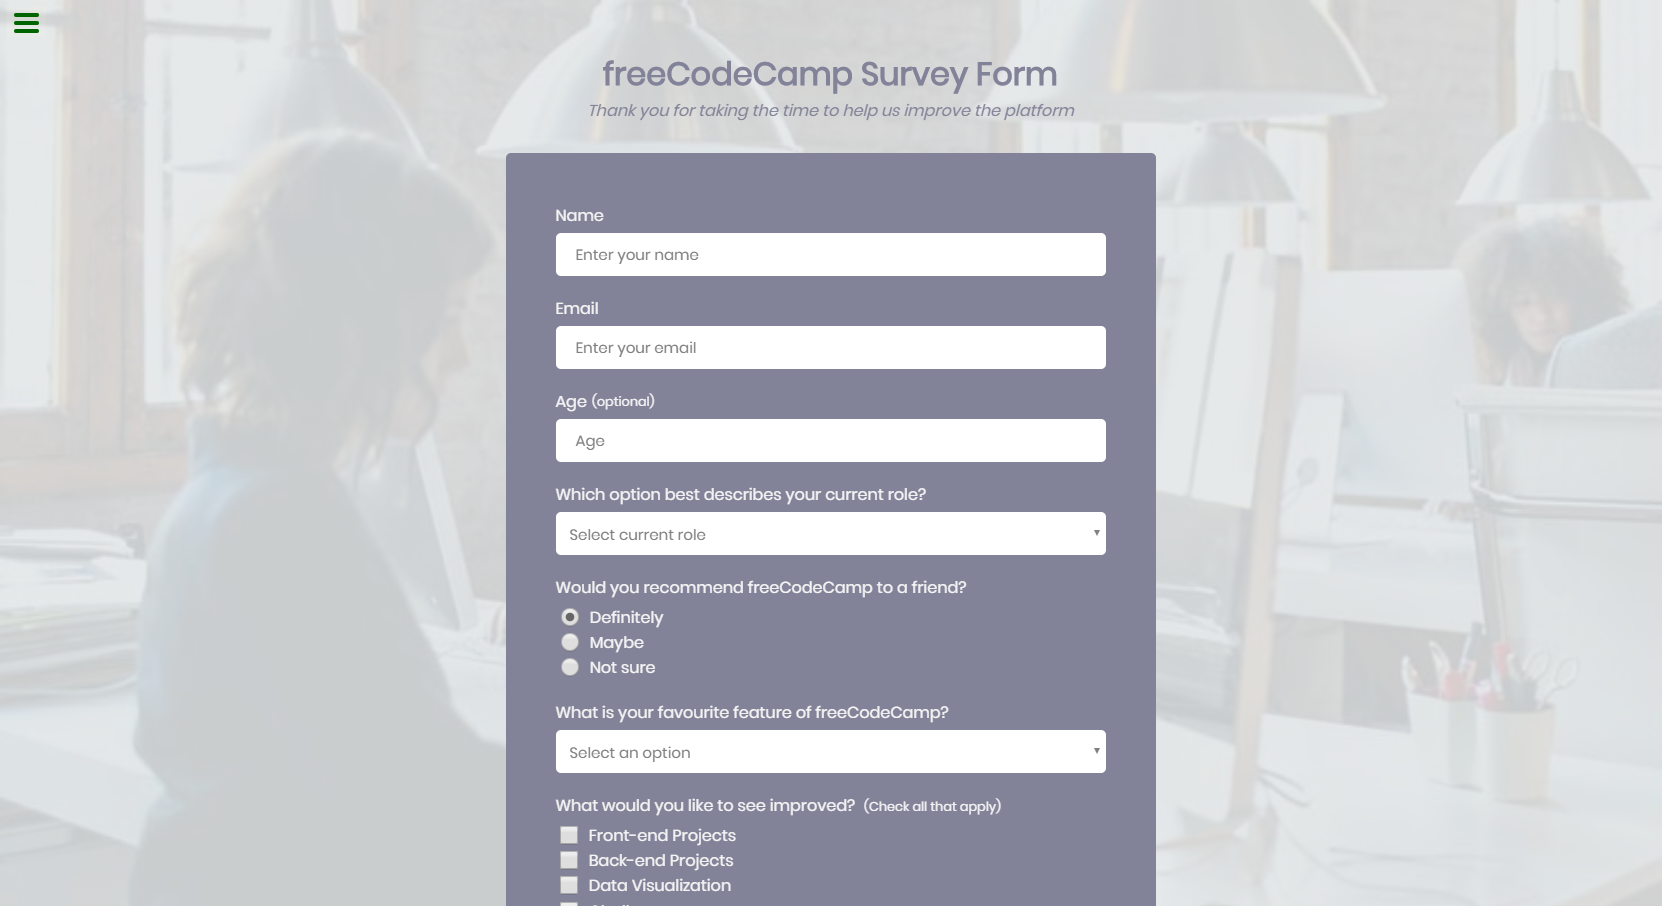 freeCodeCamp Survey Form
Thank you for taking the time to help us improve the platform
Name
Enter your name
Email
Enter your email
Age (optional)
Age
Which option best describes your current role?
Select current role
Would you recommend freeCodeCamp to a friend?
Definitely
Maybe
Not sure
What is your favourite feature of freeCodeCamp?
Select an option
What would you like to see improved? (Check all that apply)
Front-end Projects
Back-end Projects
Data Visualization